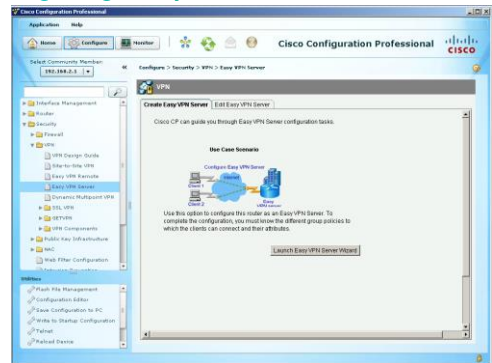 Cisco Configuration Professional
Application Help
Home Configure Monitor Cisco Configuration Professional CISCO
Select Community Member:
192.168.2.1
Configure > Security > VPN > Easy VPN Server
VPN
Interface Management
Router
Security
Firewall
VPN
VPN Design Guide
Site-to-Site VPN
Easy VPN Remote
Easy VPN Server
Dynamic Multipoint VPN
SSL VPN
GETVPN
VPN Components
Public Key Infrastructure
NAC
Web Filter Configuration
Create Easy VPN Server Edit Easy VPN Server
Cisco CP can guide you through Easy VPN Server configuration tasks.
Use Case Scenario
Configure Easy VPN Server
Internet
Client 1
Client 2
Easy VPN server
Use this option to configure this router as an Easy VPN Server. To
complete the configuration, you must know the different group policies to
which the clients can connect and their attributes.
Launch Easy VPN Server Wizard
Utilities
Flash File Management
Configuration Editor
Save Configuration to PC
Write to Startup Configuration
Telnet
Reload Device